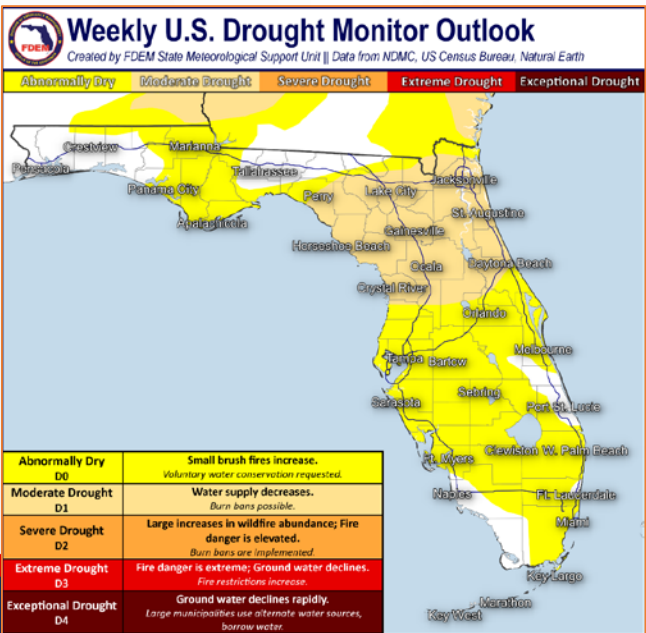 FDEM
Weekly U.S. Drought Monitor Outlook
Created by FDEM State Meteorological Support Unit || Data from NDMC, US Census Bureau, Natural Earth
Abnormally Dry Moderate Drought Severe Drought Extreme Drought Exceptional Drought
Crestview
Marianna
Pensacola
Tallahassee
Jacksonville
Panama City
Perry
Lake City
Apalachicola
St. Augustine
Gainesville
Horseshoe Beach
Ocala
Daytona Beach
Crystal River
Orlando
Melbourne
Tampa
Bartow
Sebring
Sarasota
Port St. Lucie
Clewiston
W. Palm Beach
Ft. Myers
Naples
Ft. Lauderdale
Miami
Key Largo
Marathon
Key West
Abnormally Dry
D0
Small brush fires increase.
Voluntary water conservation requested.
Moderate Drought
D1
Water supply decreases.
Burn bans possible.
Severe Drought
D2
Large increases in wildfire abundance; Fire
danger is elevated.
Burn bans are implemented.
Extreme Drought
D3
Fire danger is extreme; Ground water declines.
Fire restrictions increase.
Exceptional Drought
D4
Ground water declines rapidly.
Large municipalities use alternate water sources,
borrow water.